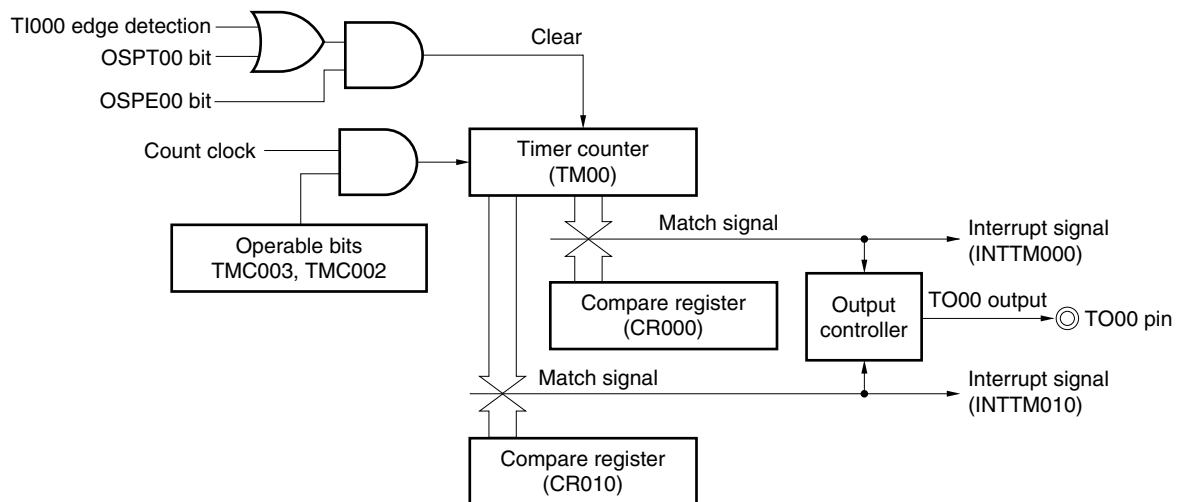 TI000 edge detection
OSPT00 bit
OSPE00 bit
Clear
Count clock
Timer counter
(TM00)
Operable bits
TMC003, TMC002
Match signal
Interrupt signal
(INTTM000)
Compare register
(CR000)
Output
controller
TO00 output
TO00 pin
Match signal
Interrupt signal
(INTTM010)
Compare register
(CR010)